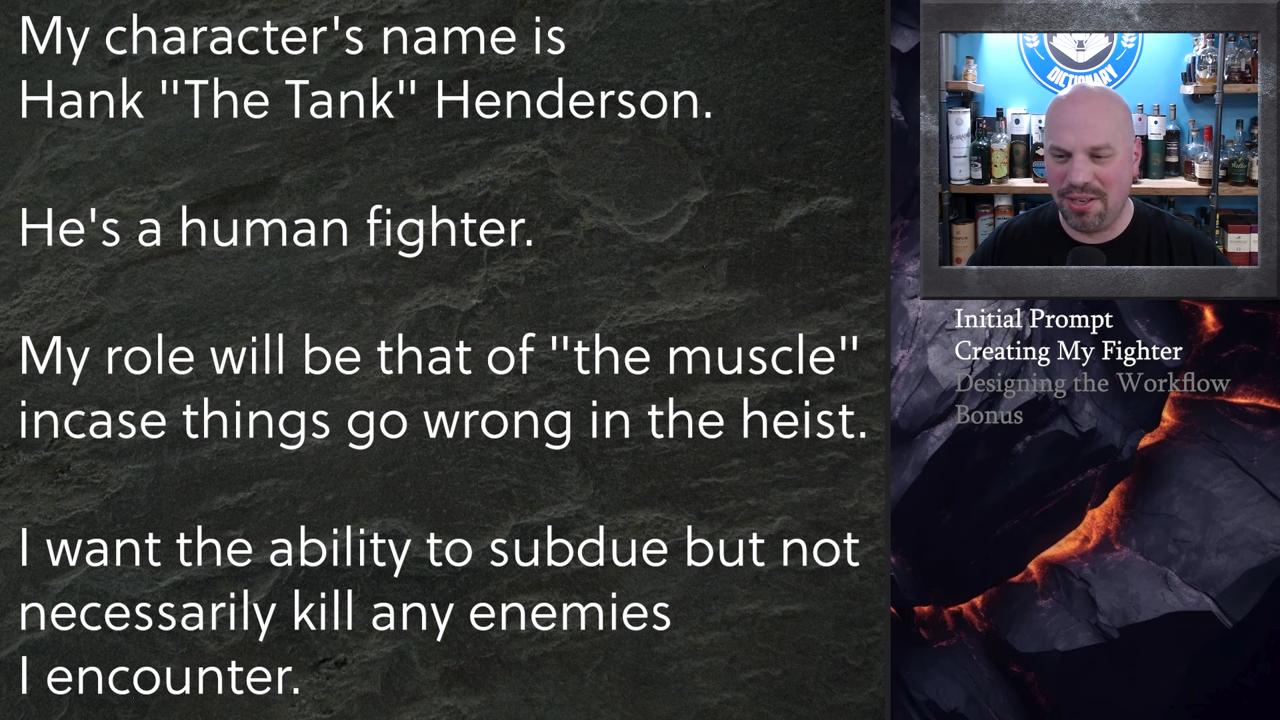 My character's name is
Hank "The Tank" Henderson.
He's a human fighter.
My role will be that of "the muscle"
incase things go wrong in the heist.
I want the ability to subdue but not
necessarily kill any enemies
I encounter.
DICTIONARY
Initial Prompt
Creating My Fighter
Designing the Workflow
Bonus